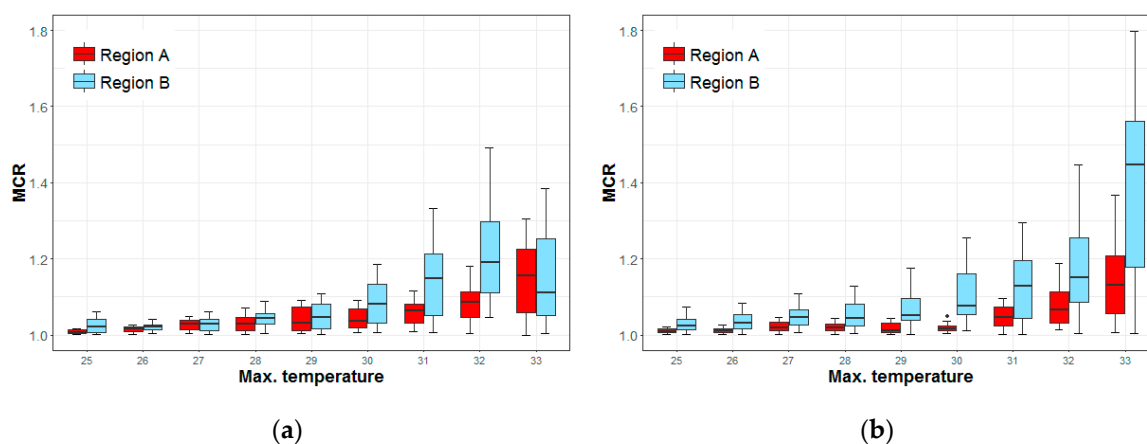 1.8
1.6
1.4
1.2
1.0
MCR
Region A
Region B
25 26 27 28 29 30 31 32 33
Max. temperature
(a)
1.8
1.6
1.4
1.2
1.0
MCR
Region A
Region B
25 26 27 28 29 30 31 32 33
Max. temperature
(b)